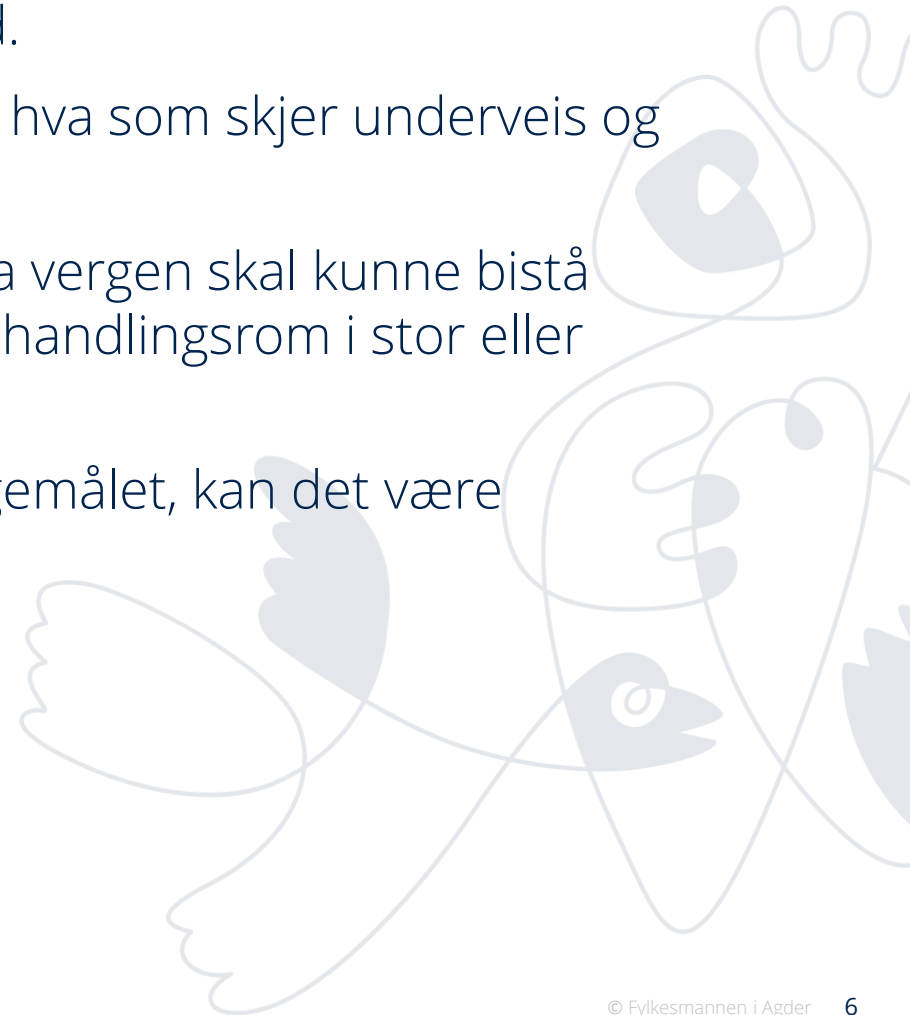 d.
hva som skjer underveis og
a vergen skal kunne bistå
handlingsrom i stor eller
gemålet, kan det være
© Fylkesmannen i Agder 6